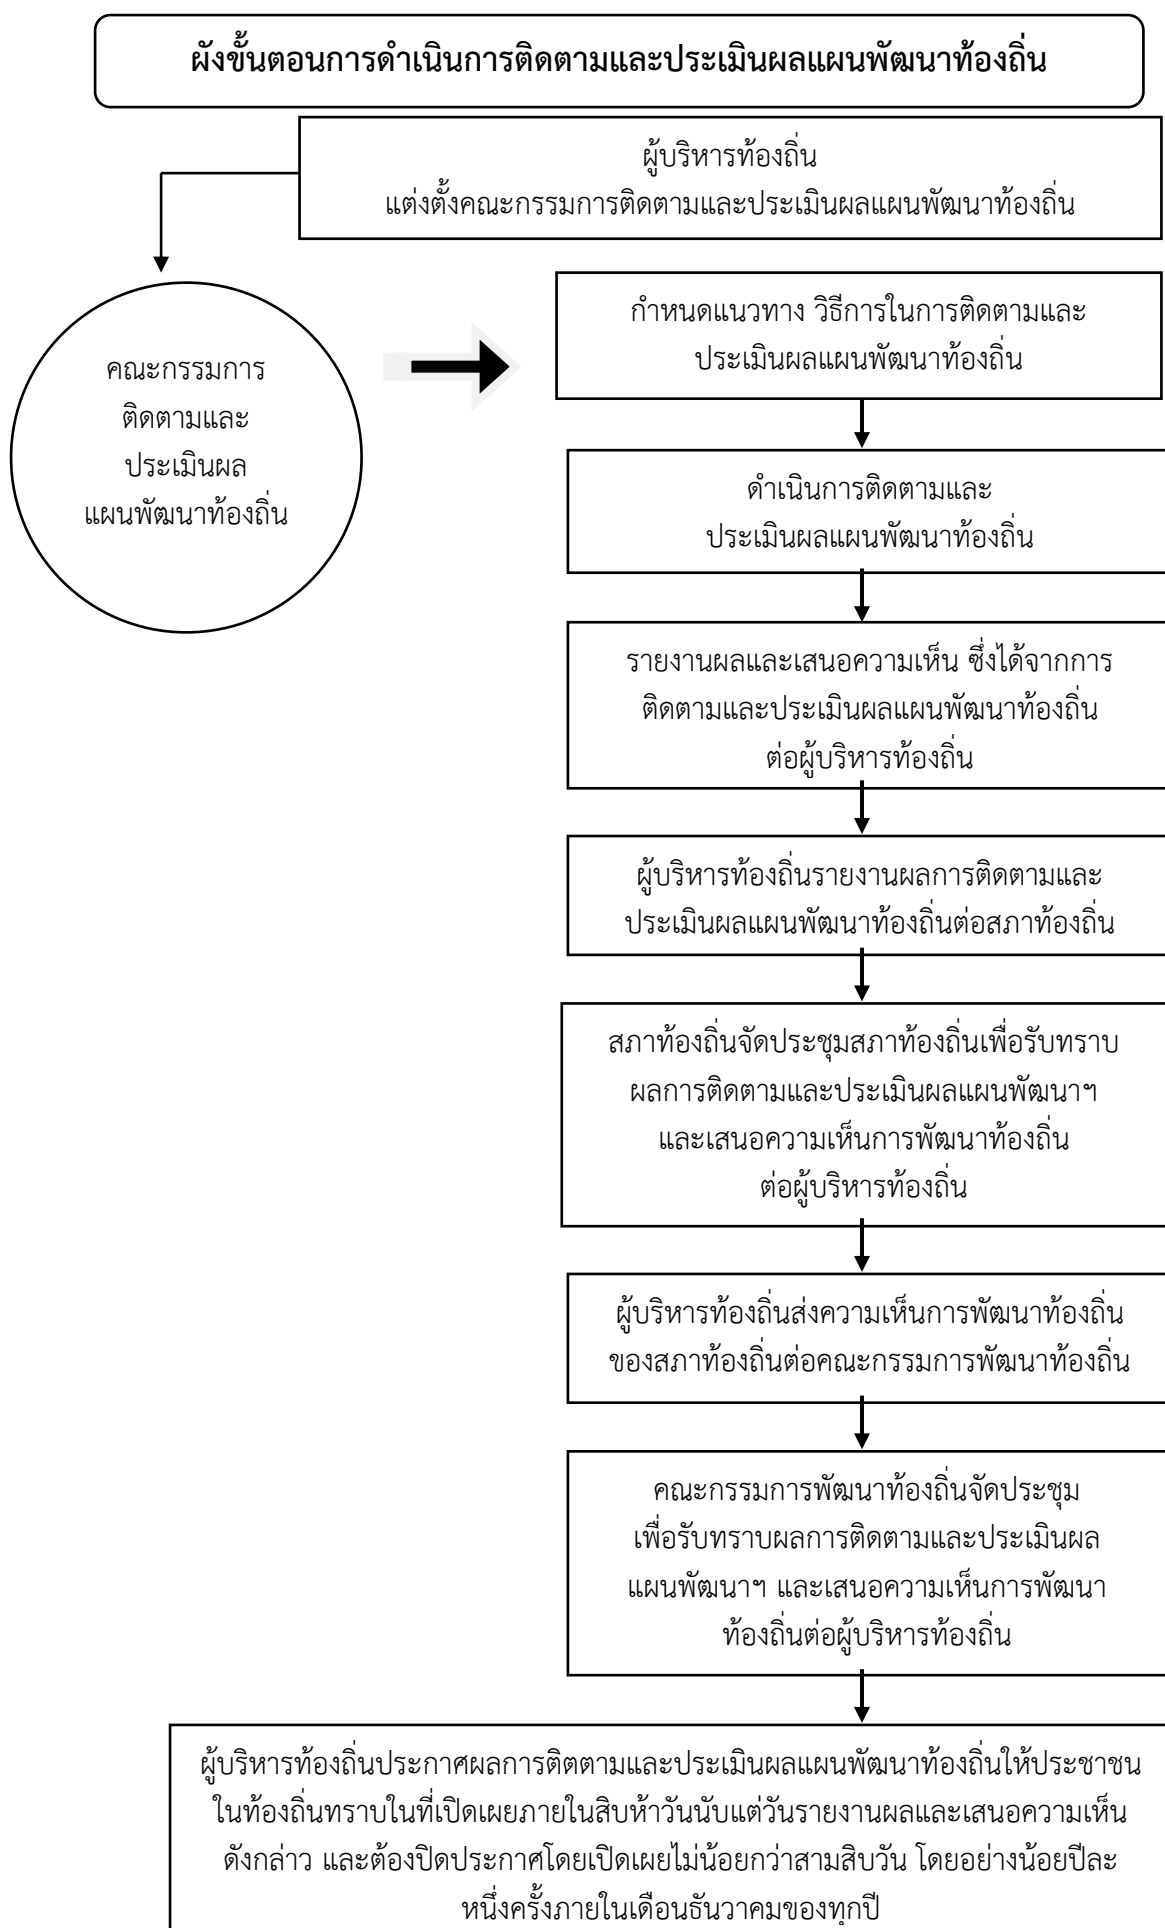 ผังขั้นตอนการดำเนินการติดตามและประเมินผลแผนพัฒนาท้องถิ่น
ผู้บริหารท้องถิ่น
แต่งตั้งคณะกรรมการติดตามและประเมินผลแผนพัฒนาท้องถิ่น
คณะกรรมการ
ติดตามและ
ประเมินผล
แผนพัฒนาท้องถิ่น
กำหนดแนวทาง วิธีการในการติดตามและ
ประเมินผลแผนพัฒนาท้องถิ่น
ดำเนินการติดตามและ
ประเมินผลแผนพัฒนาท้องถิ่น
รายงานผลและเสนอความเห็น ซึ่งได้จากการ
ติดตามและประเมินผลแผนพัฒนาท้องถิ่น
ต่อผู้บริหารท้องถิ่น
ผู้บริหารท้องถิ่นรายงานผลการติดตามและ
ประเมินผลแผนพัฒนาท้องถิ่นต่อสภาท้องถิ่น
สภาท้องถิ่นจัดประชุมสภาท้องถิ่นเพื่อรับทราบ
ผลการติดตามและประเมินผลแผนพัฒนาฯ
และเสนอความเห็นการพัฒนาท้องถิ่น
ต่อผู้บริหารท้องถิ่น
ผู้บริหารท้องถิ่นส่งความเห็นการพัฒนาท้องถิ่น
ของสภาท้องถิ่นต่อคณะกรรมการพัฒนาท้องถิ่น
คณะกรรมการพัฒนาท้องถิ่นจัดประชุม
เพื่อรับทราบผลการติดตามและประเมินผล
แผนพัฒนาฯ และเสนอความเห็นการพัฒนา
ท้องถิ่นต่อผู้บริหารท้องถิ่น
ผู้บริหารท้องถิ่นประกาศผลการติตตามและประเมินผลแผนพัฒนาท้องถิ่นให้ประชาชน
ในท้องถิ่นทราบในที่เปิดเผยภายในสิบห้าวันนับแต่วันรายงานผลและเสนอความเห็น
ดังกล่าว และต้องปิดประกาศโดยเปิดเผยไม่น้อยกว่าสามสิบวัน โดยอย่างน้อยปีละ
หนึ่งครั้งภายในเดือนธันวาคมของทุกปี